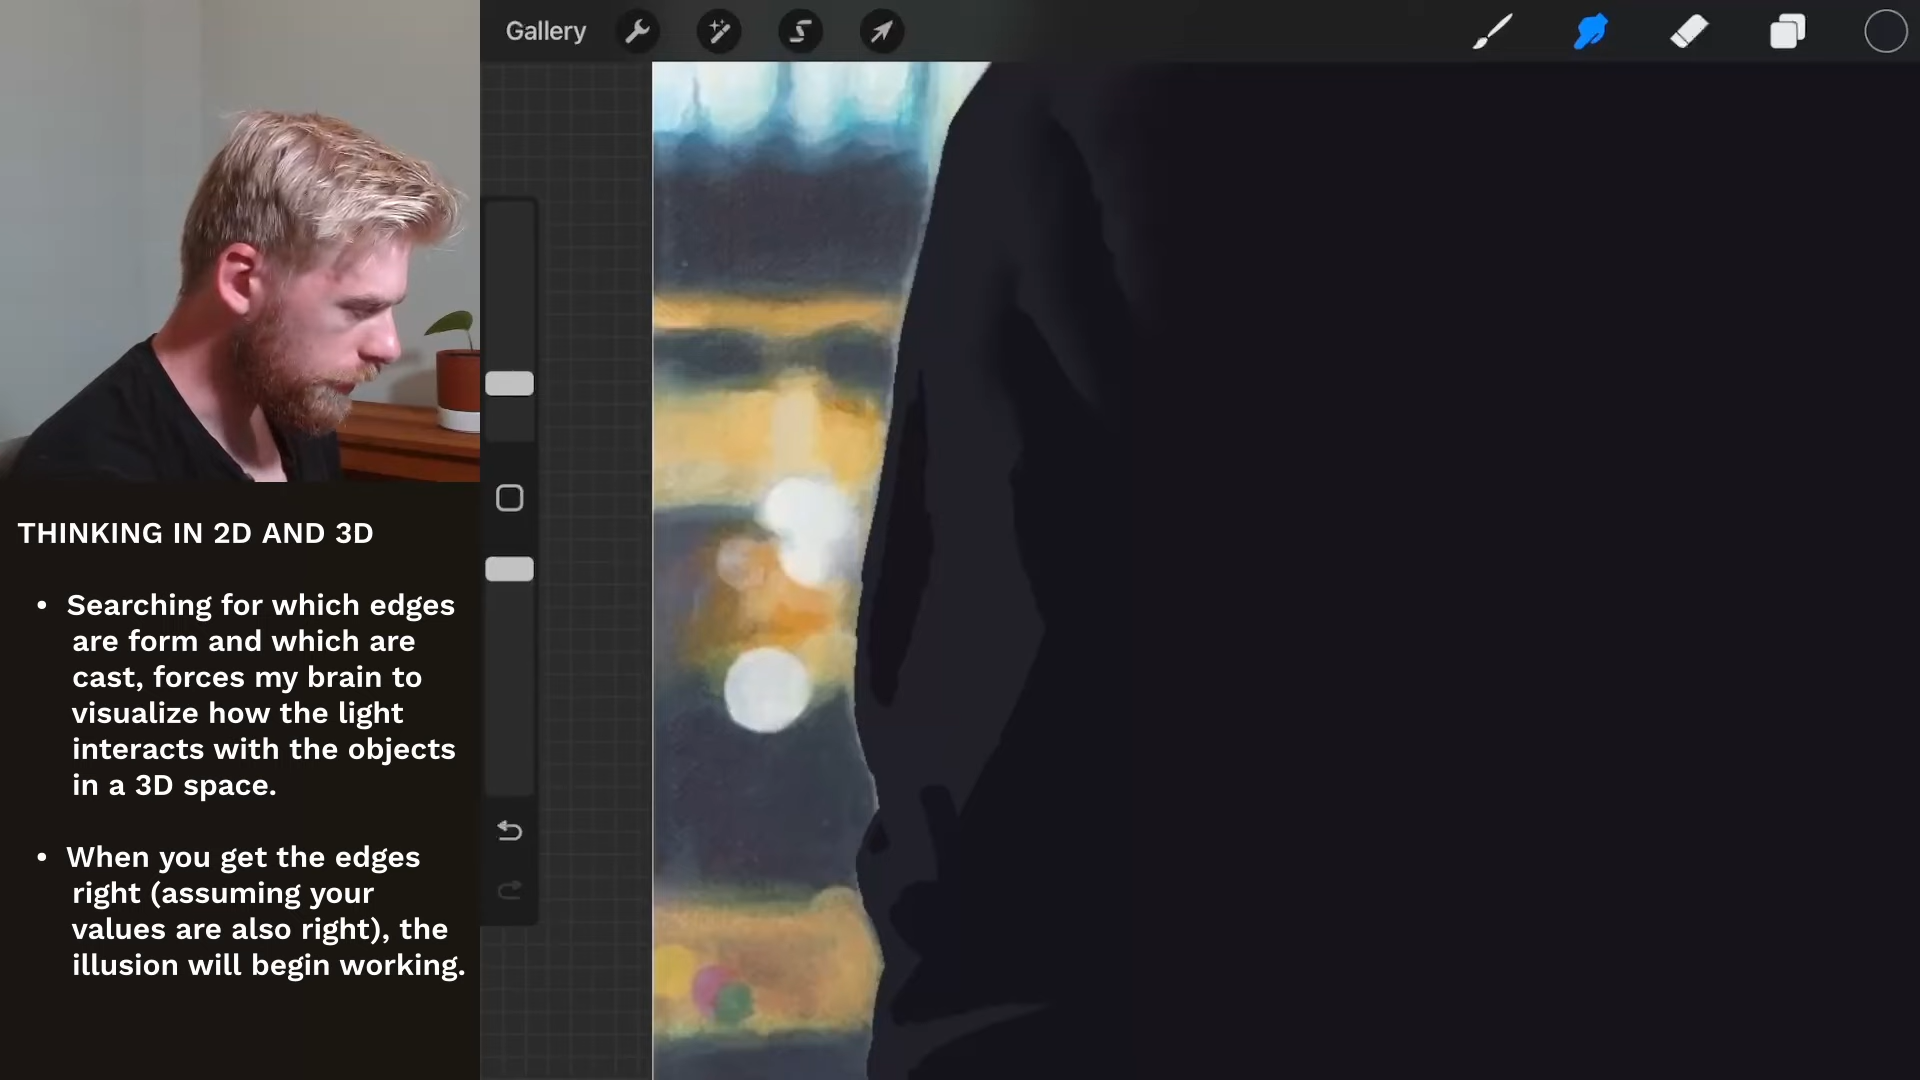 Gallery
THINKING IN 2D AND 3D
• Searching for which edges
are form and which are
cast, forces my brain to
visualize how the light
interacts with the objects
in a 3D space.
• When you get the edges
right (assuming your
values are also right), the
illusion will begin working.